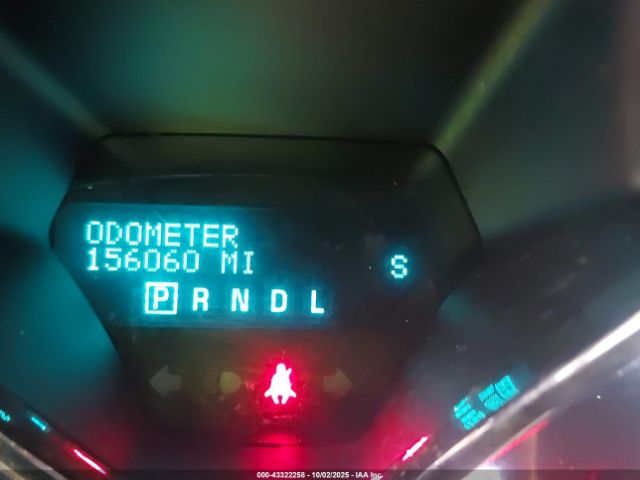 ODOMETER
156060 MI
S
P R N D L
000-43322258 - 10/02/2025 - IAA Inc.